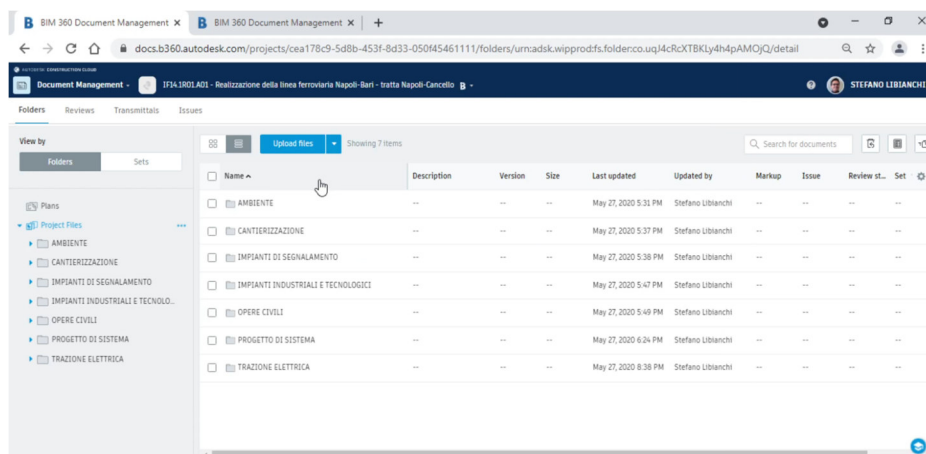 BIM 360 Document Management
BIM 360 Document Management
docs.b360.autodesk.com/projects/cea178c9-5d8b-453f-8d33-050f45461111/folders/urn:adsk.wipprod:fs.folder:co.uqJ4cRcXTBKLy4h4pAMOjQ/detail
AUTODESK CONSTRUCTION CLOUD
Document Management IF14.1R01.A01 - Realizzazione della linea ferroviaria Napoli-Bari - tratta Napoli-Cancello B STEFANO LIBIANCHI
Folders Reviews Transmittals Issues
View by
Folders Sets
Upload files Showing 7 items Search for documents
Name Description Version Size Last updated Updated by Markup Issue Review st... Set
Plans
Project Files
AMBIENTE
CANTIERIZZAZIONE
IMPIANTI DI SEGNALAMENTO
IMPIANTI INDUSTRIALI E TECNOLO...
OPERE CIVILI
PROGETTO DI SISTEMA
TRAZIONE ELETTRICA
AMBIENTE -- -- -- May 27, 2020 5:31 PM Stefano Libianchi -- -- -- --
CANTIERIZZAZIONE -- -- -- May 27, 2020 5:37 PM Stefano Libianchi -- -- -- --
IMPIANTI DI SEGNALAMENTO -- -- -- May 27, 2020 5:38 PM Stefano Libianchi -- -- -- --
IMPIANTI INDUSTRIALI E TECNOLOGICI -- -- -- May 27, 2020 5:47 PM Stefano Libianchi -- -- -- --
OPERE CIVILI -- -- -- May 27, 2020 5:49 PM Stefano Libianchi -- -- -- --
PROGETTO DI SISTEMA -- -- -- May 27, 2020 6:24 PM Stefano Libianchi -- -- -- --
TRAZIONE ELETTRICA -- -- -- May 27, 2020 8:38 PM Stefano Libianchi -- -- -- --